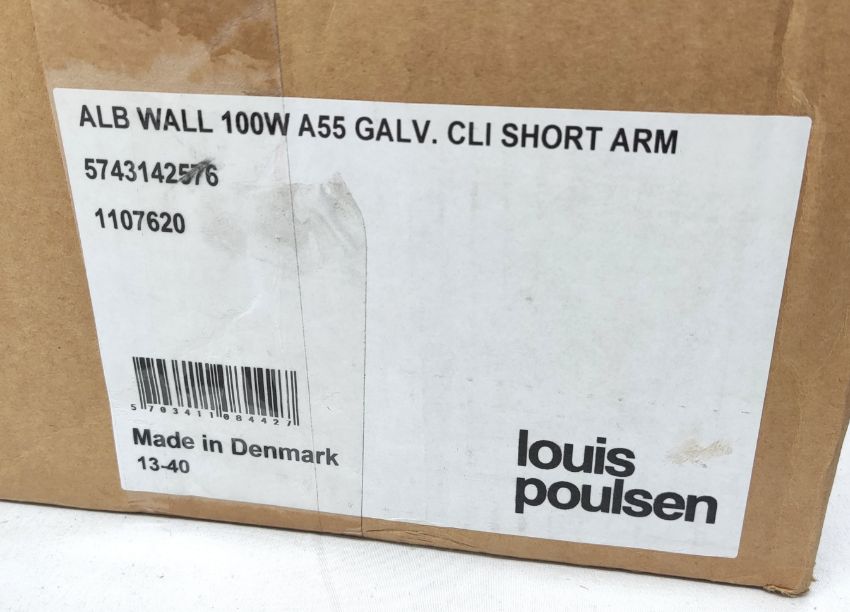 ALB WALL 100W A55 GALV. CLI SHORT ARM
5743142576
1107620
5 703411 084427
Made in Denmark
13-40
louis
poulsen